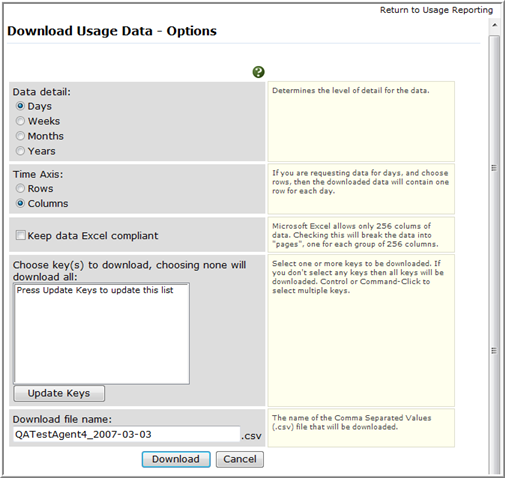 Return to Usage Reporting
Download Usage Data - Options
?
Data detail:
Days
Weeks
Months
Years
Determines the level of detail for the data.
Time Axis:
Rows
Columns
If you are requesting data for days, and choose
rows, then the downloaded data will contain one
row for each day.
Keep data Excel compliant
Microsoft Excel allows only 256 colums of
data. Checking this will break the data into
"pages", one for each group of 256 columns.
Choose key(s) to download, choosing none will
download all:
Press Update Keys to update this list
Update Keys
Select one or more keys to be downloaded. If
you don't select any keys then all keys will be
downloaded. Control or Command-Click to
select multiple keys.
Download file name:
QATestAgent4_2007-03-03 .csv
The name of the Comma Separated Values
(.csv) file that will be downloaded.
Download Cancel